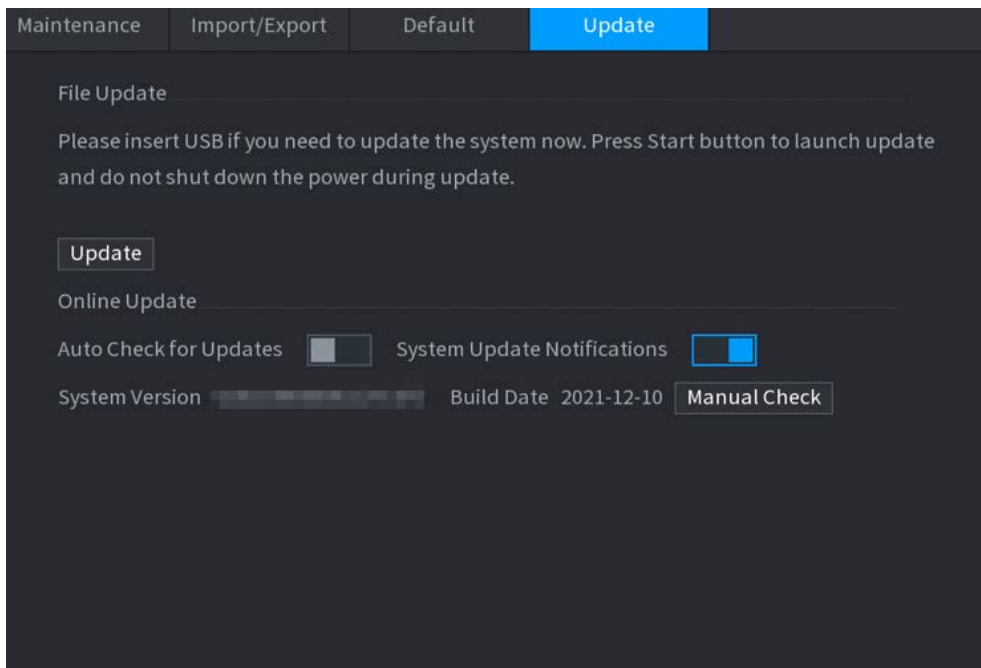 Maintenance Import/Export Default Update
File Update
Please insert USB if you need to update the system now. Press Start button to launch update
and do not shut down the power during update.
Update
Online Update
Auto Check for Updates System Update Notifications
System Version Build Date 2021-12-10 Manual Check